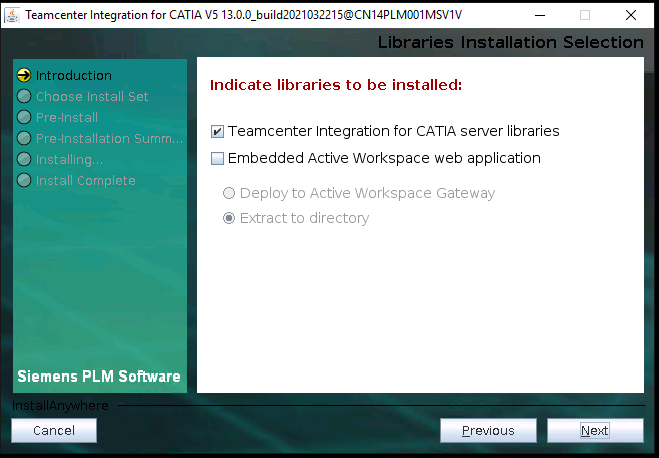 Teamcenter Integration for CATIA V5 13.0.0_build2021032215@CN14PLM001MSV1V
Libraries Installation Selection
Introduction
Choose Install Set
Pre-Install
Pre-Installation Summ...
Installing...
Install Complete
Siemens PLM Software
Indicate libraries to be installed:
Teamcenter Integration for CATIA server libraries
Embedded Active Workspace web application
Deploy to Active Workspace Gateway
Extract to directory
InstallAnywhere
Cancel
Previous
Next